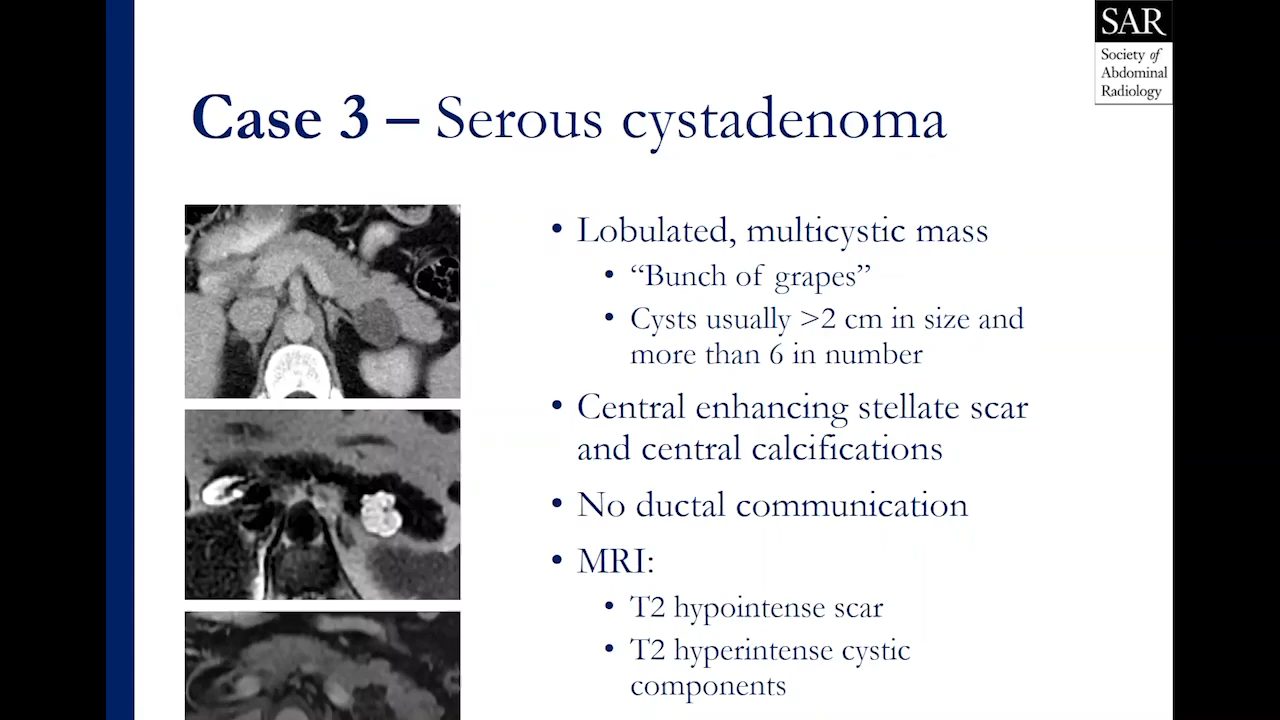 SAR
Society of
Abdominal
Radiology
Case 3 – Serous cystadenoma
• Lobulated, multicystic mass
• “Bunch of grapes”
• Cysts usually >2 cm in size and
more than 6 in number
• Central enhancing stellate scar
and central calcifications
• No ductal communication
• MRI:
• T2 hypointense scar
• T2 hyperintense cystic
components